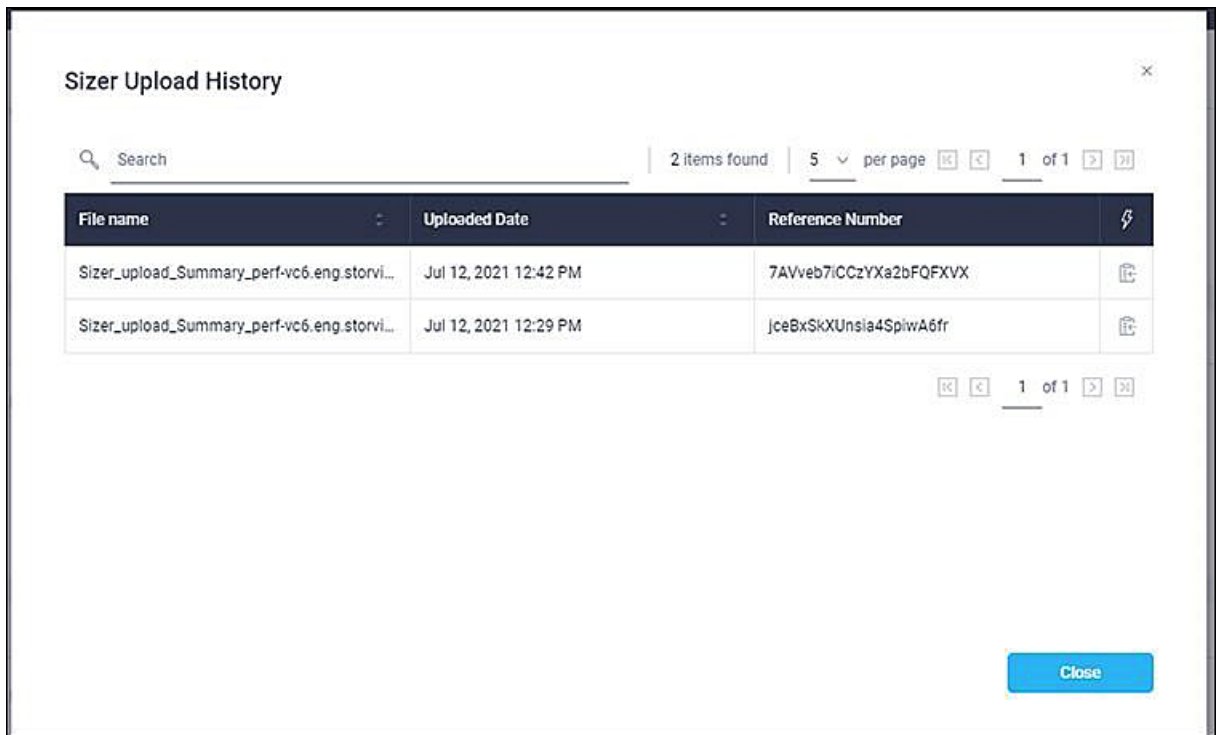 Sizer Upload History
Search 2 items found 5 per page 1 of 1
File name Uploaded Date Reference Number
Sizer_upload_Summary_perf-vc6.eng.storvi... Jul 12, 2021 12:42 PM 7AVveb7iCCzYXa2bFQFXVX
Sizer_upload_Summary_perf-vc6.eng.storvi... Jul 12, 2021 12:29 PM jceBxSkXUnsia4SpiwA6fr
1 of 1
Close